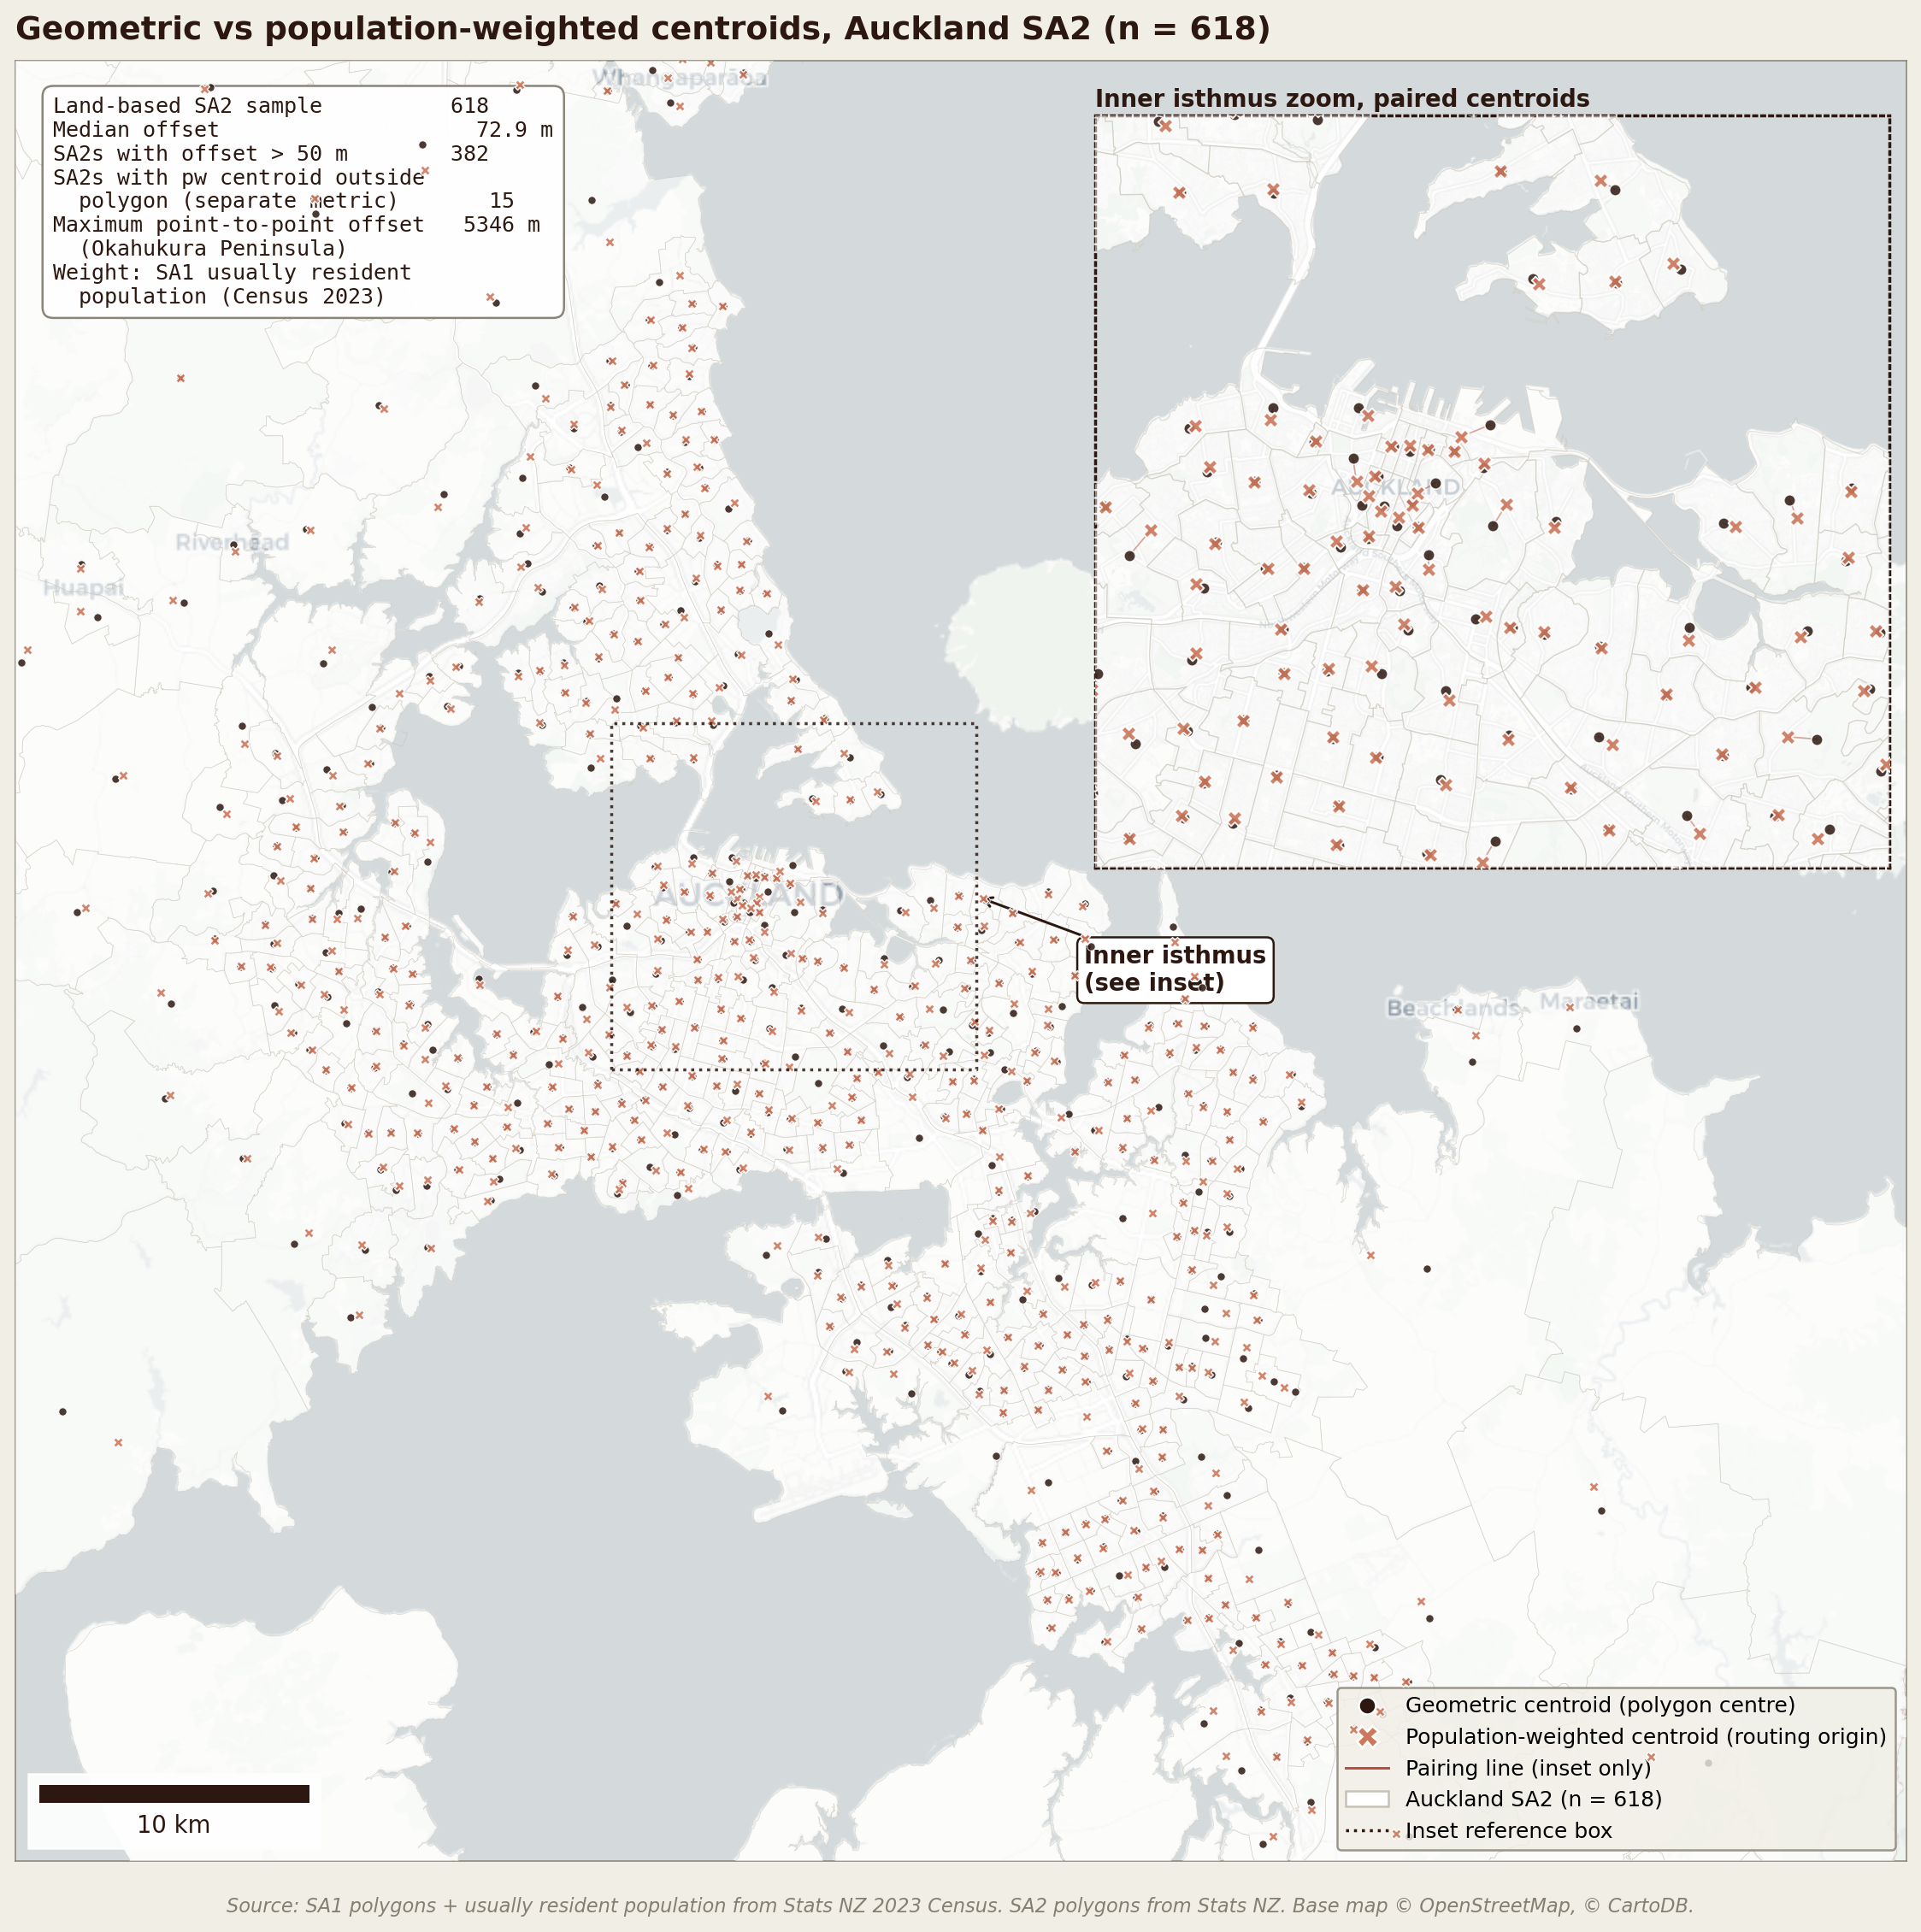 Geometric vs population-weighted centroids, Auckland SA2 (n = 618)
Whangaparāoa
Land-based SA2 sample 618
Median offset 72.9 m
SA2s with offset > 50 m 382
SA2s with pw centroid outside
polygon (separate metric) 15
Maximum point-to-point offset 5346 m
(Okahukura Peninsula)
Weight: SA1 usually resident
population (Census 2023)
Inner isthmus zoom, paired centroids
AUCKLAND
Auckland Southern Motorway
Riverhead
Huapai
AUCKLAND
Inner isthmus
(see inset)
Beachlands
Maraetai
Geometric centroid (polygon centre)
Population-weighted centroid (routing origin)
Pairing line (inset only)
Auckland SA2 (n = 618)
Inset reference box
10 km
Source: SA1 polygons + usually resident population from Stats NZ 2023 Census. SA2 polygons from Stats NZ. Base map © OpenStreetMap, © CartoDB.